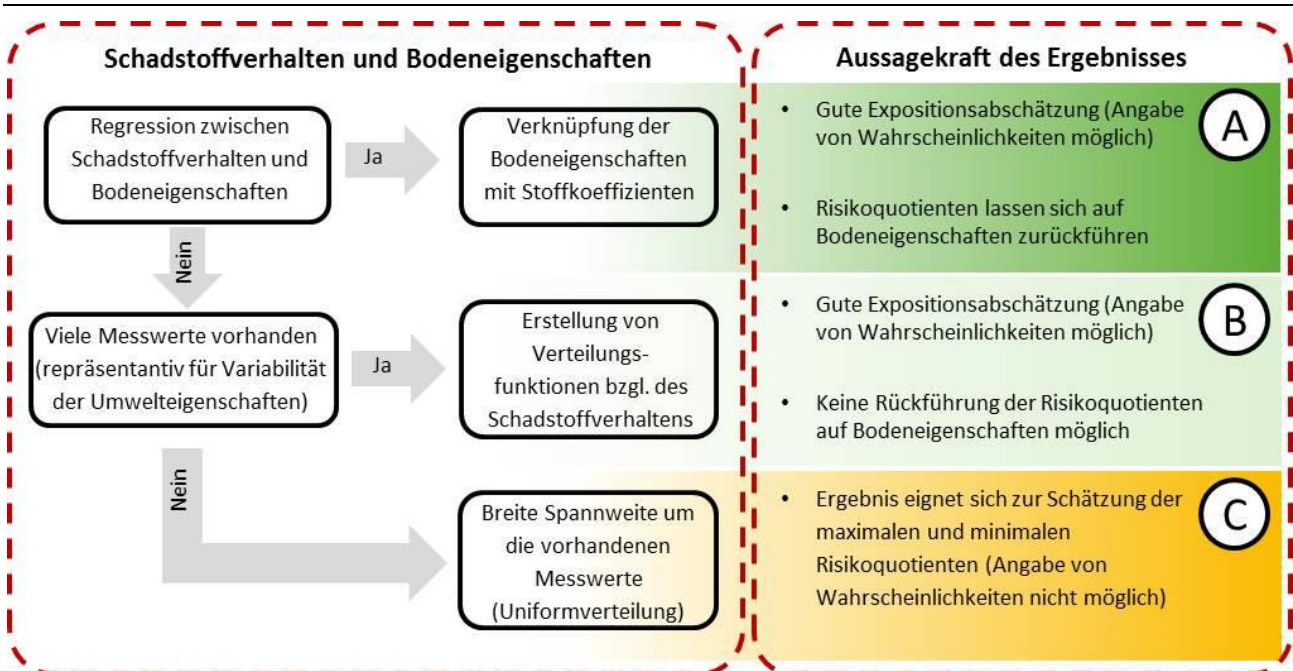 Schadstoffverhalten und Bodeneigenschaften
Regression zwischen
Schadstoffverhalten und
Bodeneigenschaften
Ja
Verknüpfung der
Bodeneigenschaften
mit Stoffkoeffizienten
Nein
Viele Messwerte vorhanden
(repräsentantiv für Variabilität
der Umwelteigenschaften)
Ja
Erstellung von
Verteilungs-
funktionen bzgl. des
Schadstoffverhaltens
Nein
Breite Spannweite um
die vorhandenen
Messwerte
(Uniformverteilung)
Aussagekraft des Ergebnisses
• Gute Expositionsabschätzung (Angabe
von Wahrscheinlichkeiten möglich)
A
• Risikoquotienten lassen sich auf
Bodeneigenschaften zurückführen
• Gute Expositionsabschätzung (Angabe
von Wahrscheinlichkeiten möglich)
B
• Keine Rückführung der Risikoquotienten
auf Bodeneigenschaften möglich
• Ergebnis eignet sich zur Schätzung der
maximalen und minimalen
Risikoquotienten (Angabe von
Wahrscheinlichkeiten nicht möglich)
C